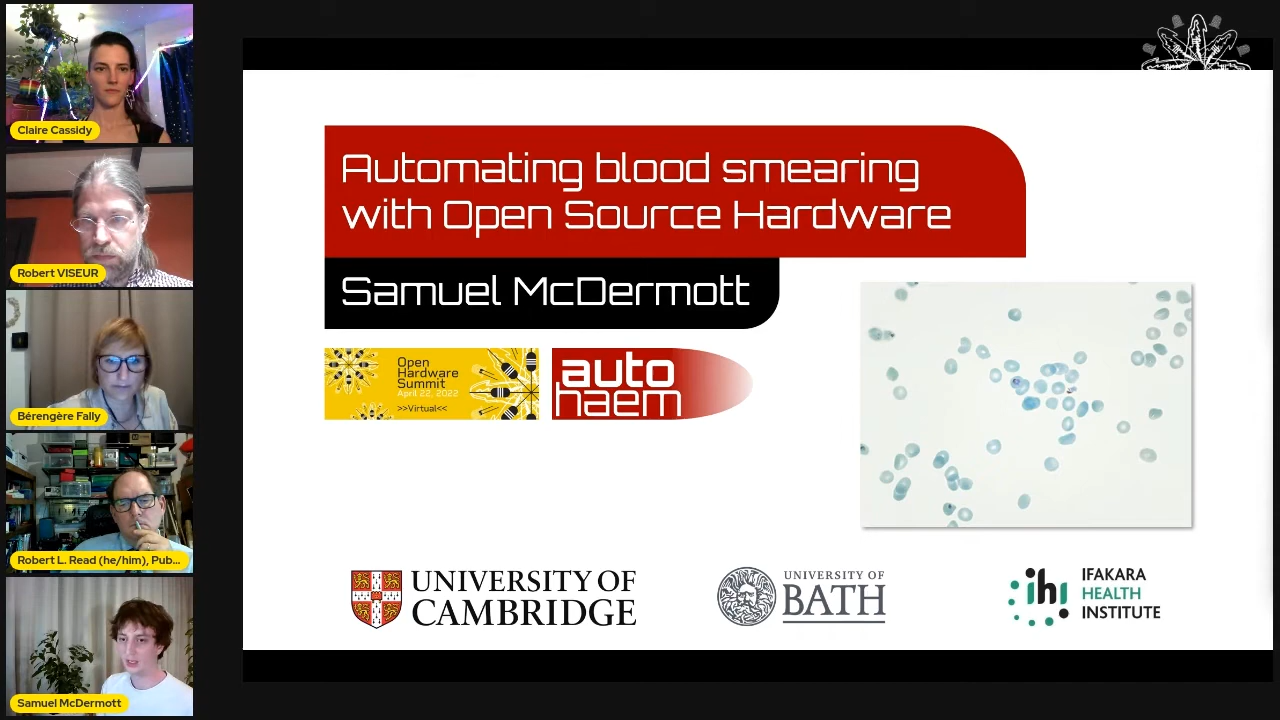 Claire Cassidy
Robert VISEUR
Bérengère Fally
Robert L. Read (he/him), Pub...
Samuel McDermott
Automating blood smearing
with Open Source Hardware
Samuel McDermott
Open
Hardware
Summit
April 22, 2022
>>Virtual<<
auto
haem
UNIVERSITY OF
CAMBRIDGE
UNIVERSITY OF
BATH
ihi
IFAKARA
HEALTH
INSTITUTE